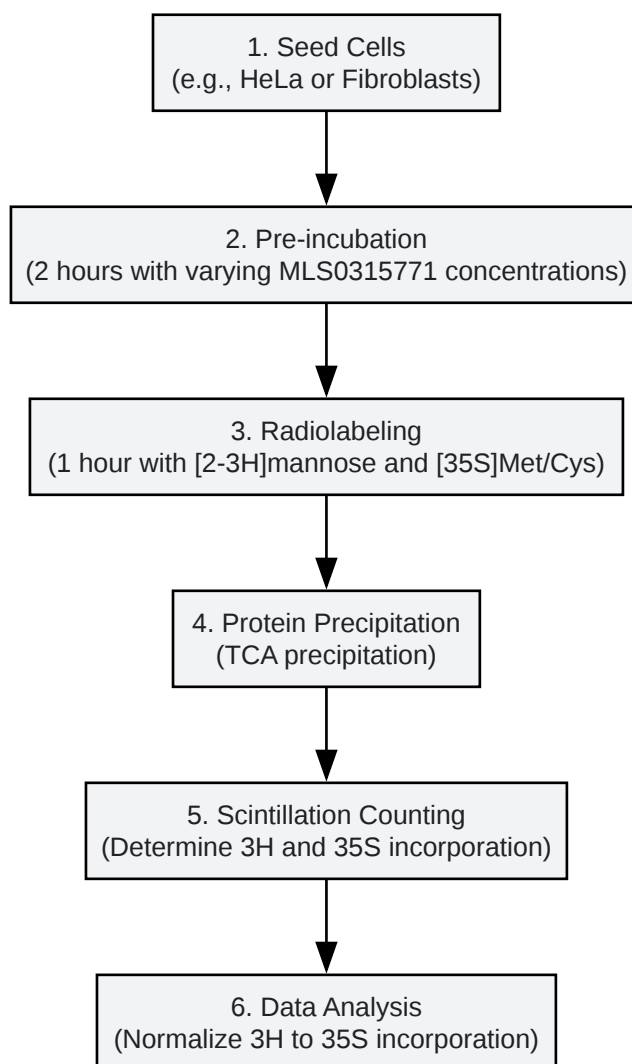 1. Seed Cells
(e.g., HeLa or Fibroblasts)
2. Pre-incubation
(2 hours with varying MLS0315771 concentrations)
3. Radiolabeling
(1 hour with [2-3H]mannose and [35S]Met/Cys)
4. Protein Precipitation
(TCA precipitation)
5. Scintillation Counting
(Determine 3H and 35S incorporation)
6. Data Analysis
(Normalize 3H to 35S incorporation)